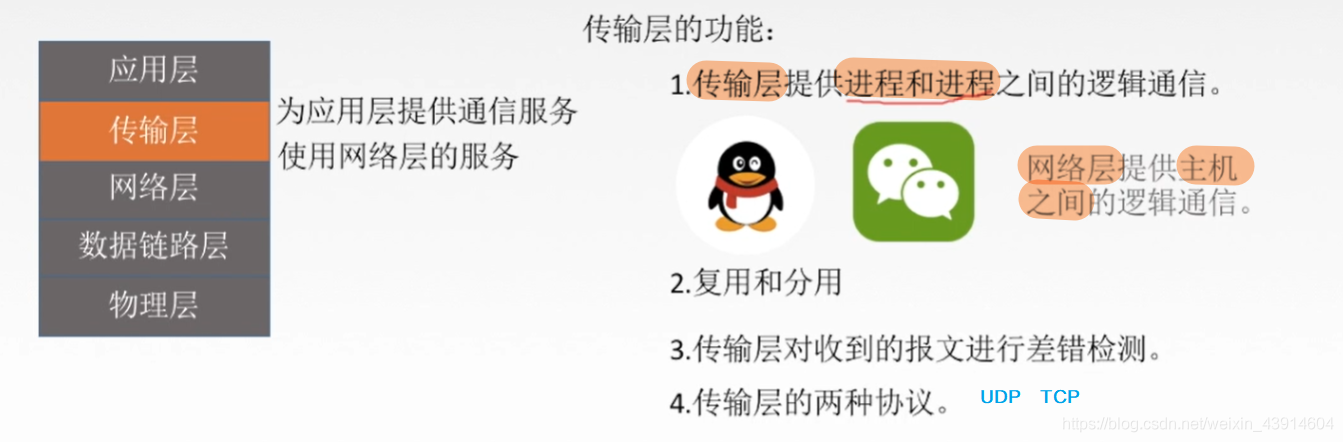 传输层的功能：
应用层
传输层
网络层
数据链路层
物理层
为应用层提供通信服务
使用网络层的服务
1.传输层提供进程和进程之间的逻辑通信。
网络层提供主机
之间的逻辑通信。
2.复用和分用
3.传输层对收到的报文进行差错检测。
4.传输层的两种协议。 UDP TCP
https://blog.csdn.net/weixin_43914604